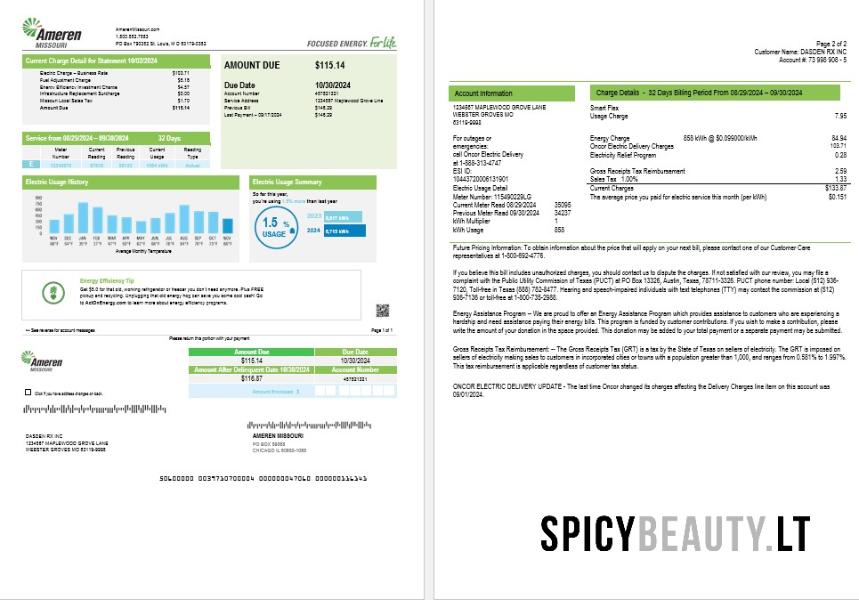 Ameren
MISSOURI
AmerenMissouri.com
1.800.552.7583
PO Box 790352 St. Louis, MO 63179-0352
FOCUSED ENERGY. For life.
Current Charge Detail for Statement 10/03/2024
Electric Charge – Business Rate $103.71
Fuel Adjustment Charge $5.16
Energy Efficiency Investment Charge $4.57
Infrastructure Replacement Surcharge $0.00
Missouri Local Sales Tax $1.70
Amount Due $115.14
AMOUNT DUE $115.14
Due Date 10/30/2024
Account Number 457821321
Service Address 1234567 Maplewood Grove Line
Previous Bill
Last Payment – 09/17/2024
Service from 08/29/2024 – 09/30/2024 32 Days
Meter Current Previous Current Reading
Number Reading Reading Usage Type
E
Electric Usage History
NOV DEC JAN FEB MAR APR MAY JUN JUL AUG SEP OCT NOV
Average Monthly Temperature
Electric Usage Summary
So for this year,
you're using 1.5% more than last year
1.5 %
USAGE
2023
2024
Energy Efficiency Tip
Get $50 for that old, working refrigerator or freezer you don't need anymore. Plus FREE
pickup and recycling. Unplugging that old energy hog can save you some cool cash! Go
to ActOnEnergy.com to learn more about energy efficiency programs.
See reverse for account messages
Page 1 of 1
Please return this portion with your payment
Ameren
MISSOURI
Amount Due Due Date
$115.14 10/30/2024
Amount After Delinquent Date 10/30/2024 Account Number
$116.87 457821321
Amount Enclosed $
Click if you have address changes on back.
DASDEN RX INC
1234567 MAPLEWOOD GROVE LANE
WEBSTER GROVES MO 63119-9998
AMEREN MISSOURI
PO BOX
CHICAGO IL
Page 2 of 2
Customer Name: DASDEN RX INC
Account #: 73 998 908 - 5
Account Information
1234567 MAPLEWOOD GROVE LANE
WEBSTER GROVES MO
63119-9998
For outages or
emergencies:
call Oncor Electric Delivery
at 1-888-313-4747
ESI ID:
10443720006131901
Electric Usage Detail
Meter Number: 115490229LG
Current Meter Read 08/29/2024 35095
Previous Meter Read 09/30/2024 34237
kWh Multiplier 1
kWh Usage 858
Charge Details - 32 Days Billing Period From 08/29/2024 – 09/30/2024
Smart Flex
Usage Charge 7.95
Energy Charge 858 kWh @ $0.099000/kWh 84.94
Oncor Electric Delivery Charges 103.71
Electricity Relief Program 0.28
Gross Receipts Tax Reimbursement 2.59
Sales Tax 1.00% 1.33
Current Charges $133.87
The average price you paid for electric service this month (per kWh) $0.151
Future Pricing Information: To obtain information about the price that will apply on your next bill, please contact one of our Customer Care
representatives at 1-800-692-4776.
If you believe this bill includes unauthorized charges, you should contact us to dispute the charges. If not satisfied with our review, you may file a
complaint with the Public Utility Commission of Texas (PUCT) at PO Box 13326, Austin, Texas, 78711-3326. PUCT phone number: Local (512) 936-
7120, Toll-free in Texas (888) 782-8477. Hearing and speech-impaired individuals with text telephones (TTY) may contact the commission at (512)
936-7136 or toll-free at 1-800-735-2988.
Energy Assistance Program – We are proud to offer an Energy Assistance Program which provides assistance to customers who are experiencing a
hardship and need assistance paying their energy bills. This program is funded by customer contributions. If you wish to make a contribution, please
write the amount of your donation in the space provided. This donation may be added to your total payment or a separate payment may be submitted.
Gross Receipts Tax Reimbursement: – The Gross Receipts Tax (GRT) is a tax by the State of Texas on sellers of electricity. The GRT is imposed on
sellers of electricity making sales to customers in incorporated cities or towns with a population greater than 1,000, and ranges from 0.581% to 1.997%.
This tax reimbursement is applicable regardless of customer tax status.
ONCOR ELECTRIC DELIVERY UPDATE - The last time Oncor changed its charges affecting the Delivery Charges line item on this account was
09/01/2024.
SPICYBEAUTY.LT